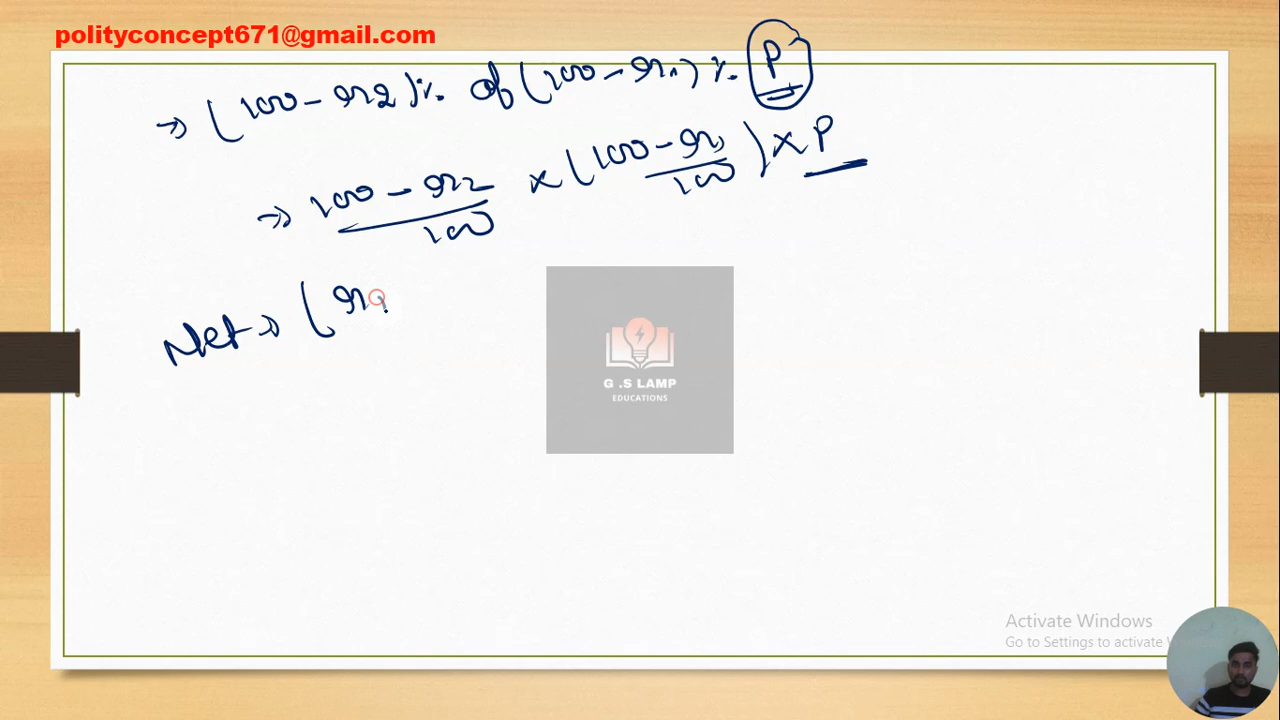 polityconcept671@gmail.com
→ (100 - r2)% of (100 - r1)% P
→ 100 - r2 / 100 × (100 - r1 / 100) × P
Net → (r1
G .S LAMP
EDUCATIONS
Activate Windows
Go to Settings to activate